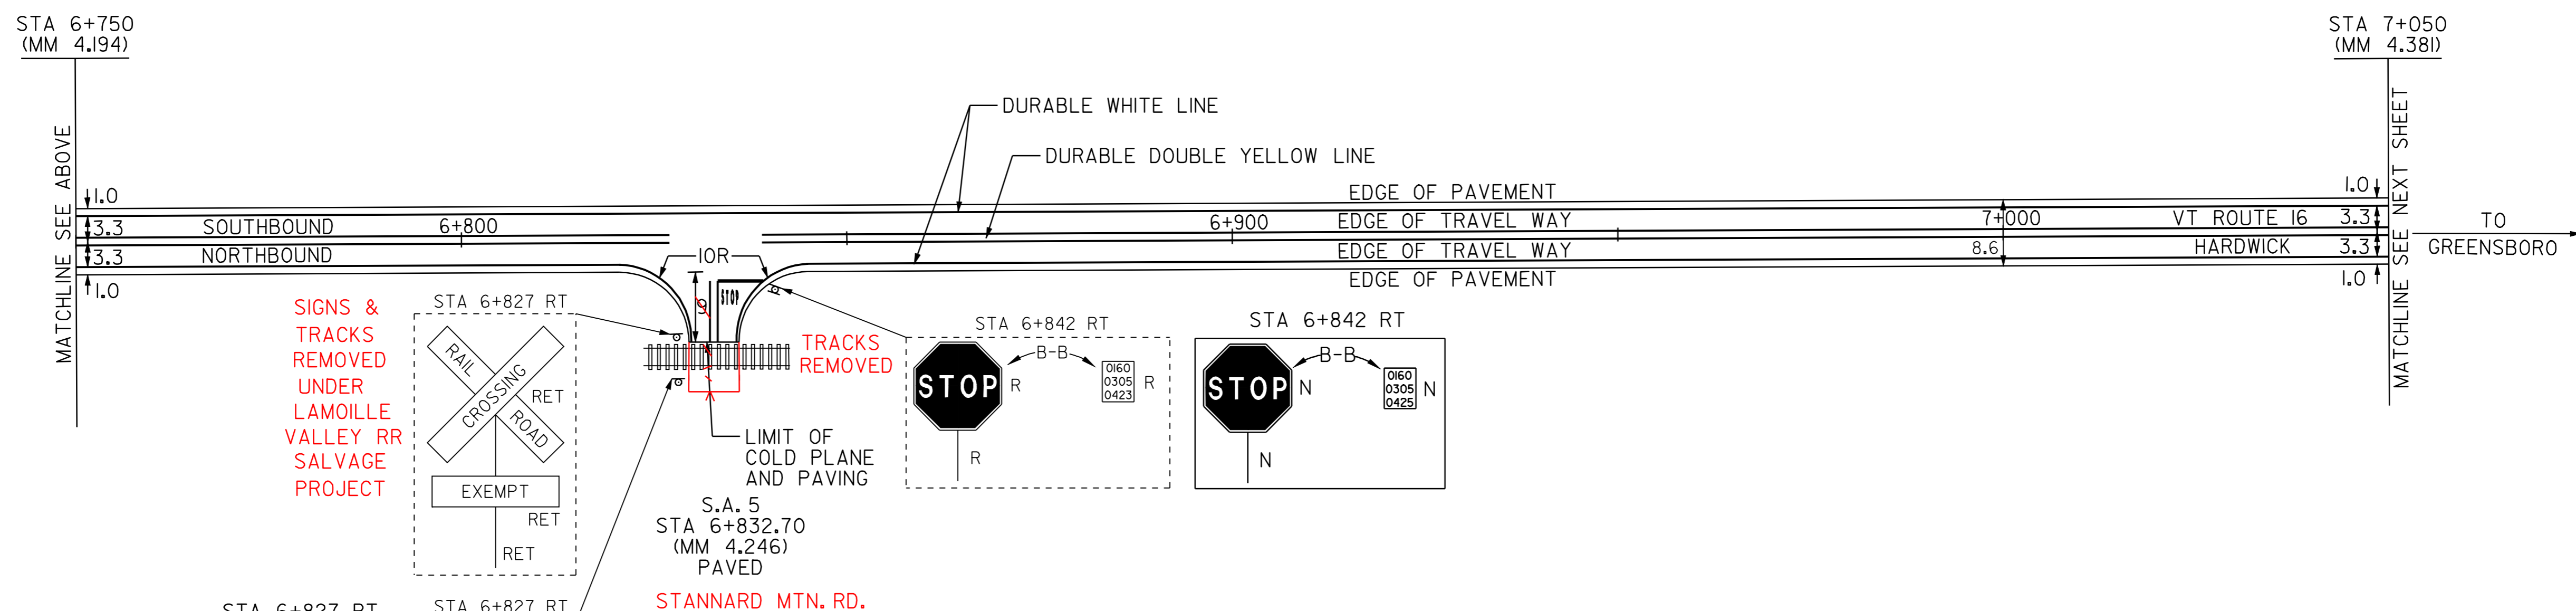 STA 6+750
(MM 4.194)
STA 7+050
(MM 4.381)
MATCHLINE SEE ABOVE
MATCHLINE SEE NEXT SHEET
DURABLE WHITE LINE
DURABLE DOUBLE YELLOW LINE
1.0
3.3
3.3
1.0
SOUTHBOUND
NORTHBOUND
6+800
10R
9
STOP
EDGE OF PAVEMENT
6+900
EDGE OF TRAVEL WAY
EDGE OF TRAVEL WAY
EDGE OF PAVEMENT
7+000
8.6
VT ROUTE 16
HARDWICK
1.0
3.3
3.3
1.0
TO
GREENSBORO
SIGNS &
TRACKS
REMOVED
UNDER
LAMOILLE
VALLEY RR
SALVAGE
PROJECT
STA 6+827 RT
RAIL
CROSSING
ROAD
RET
EXEMPT
RET
RET
TRACKS
REMOVED
LIMIT OF
COLD PLANE
AND PAVING
S.A. 5
STA 6+832.70
(MM 4.246)
PAVED
STANNARD MTN. RD.
STA 6+842 RT
STOP
R
B-B
0160
0305
0423
R
R
STA 6+842 RT
STOP
N
B-B
0160
0305
0425
N
N
STA 6+827 RT
STA 6+827 RT